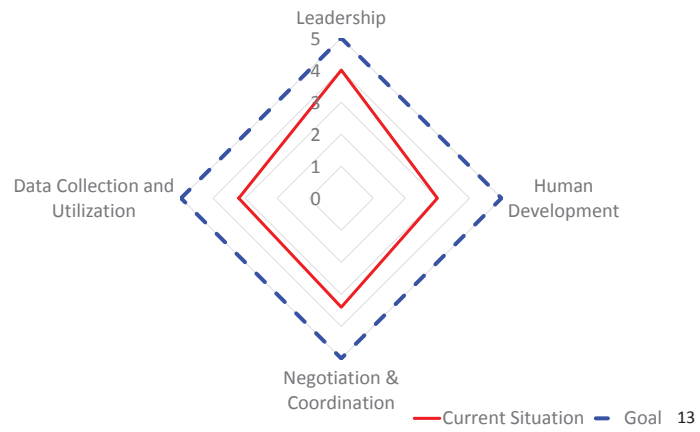 Leadership
5
4
3
2
1
0
Data Collection and
Utilization
Human
Development
Negotiation &
Coordination
Current Situation
Goal
13